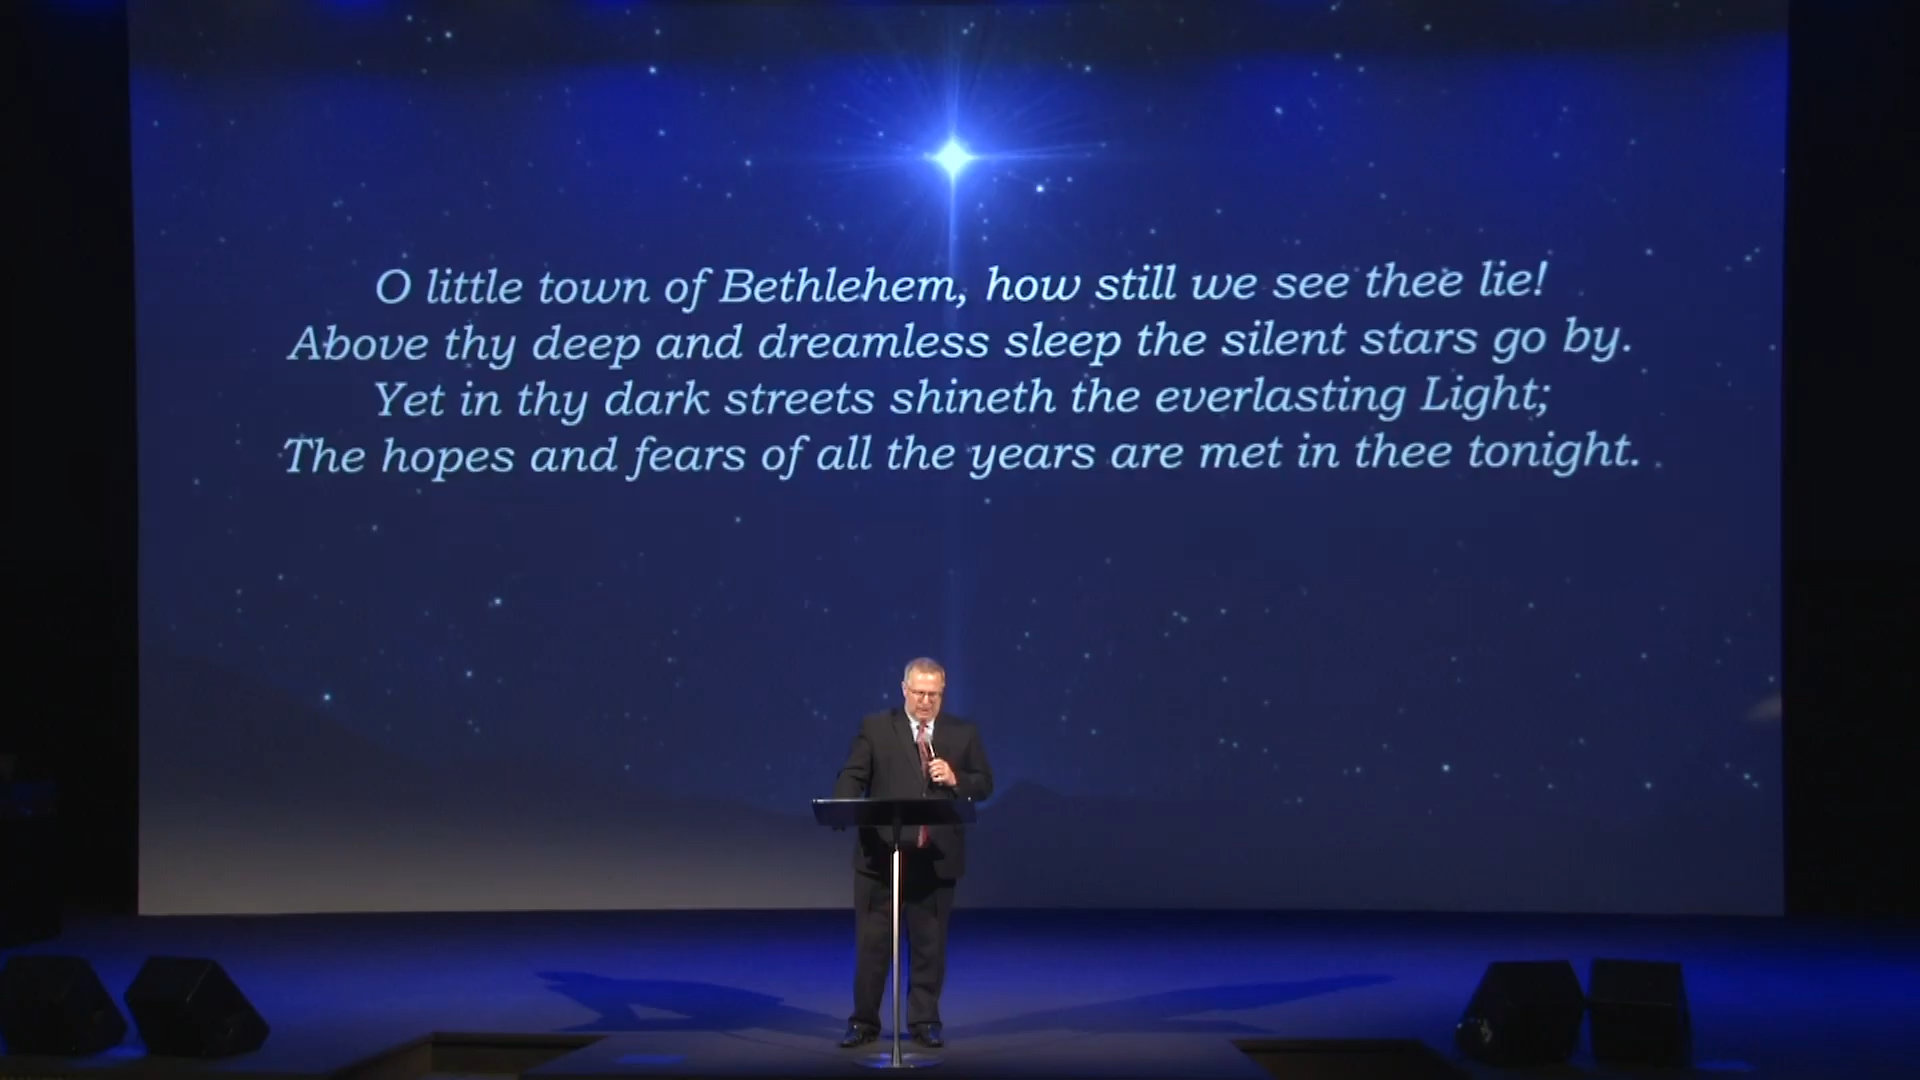 O little town of Bethlehem, how still we see thee lie!
Above thy deep and dreamless sleep the silent stars go by.
Yet in thy dark streets shineth the everlasting Light;
The hopes and fears of all the years are met in thee tonight.